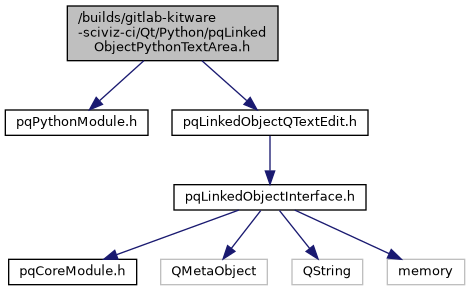 /builds/gitlab-kitware
-sciviz-ci/Qt/Python/pqLinked
ObjectPythonTextArea.h
pqPythonModule.h
pqLinkedObjectQTextEdit.h
pqLinkedObjectInterface.h
pqCoreModule.h
QMetaObject
QString
memory